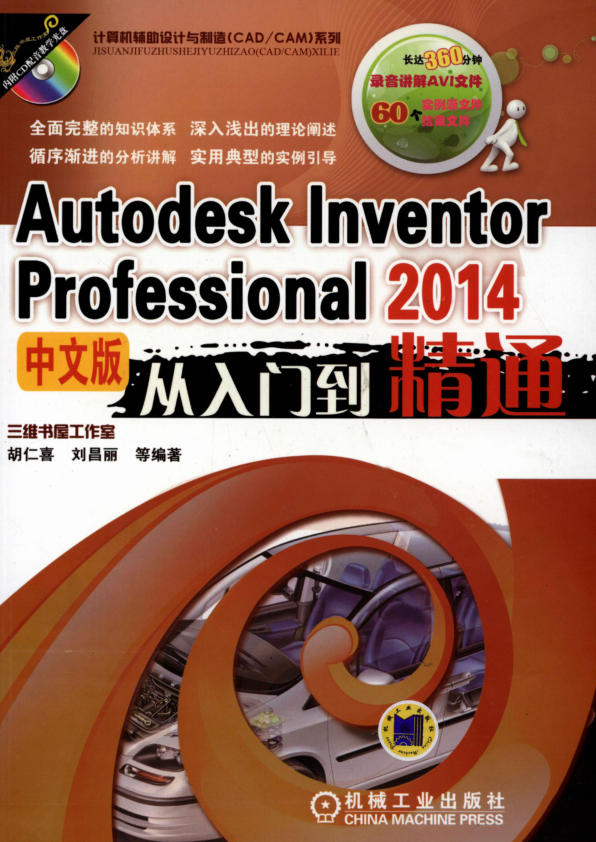 内附CD配音教学光盘
计算机辅助设计与制造(CAD/CAM)系列
JISUANJIFUZHUSHEJIYUZHIZAO(CAD/CAM)XILIE
长达360分钟
录音讲解AVI文件
60个实例源文件
结果文件
全面完整的知识体系 深入浅出的理论阐述
循序渐进的分析讲解 实用典型的实例引导
Autodesk Inventor
Professional 2014
中文版
从入门到精通
三维书屋工作室
胡仁喜 刘昌丽 等编著
机械工业出版社
CHINA MACHINE PRESS